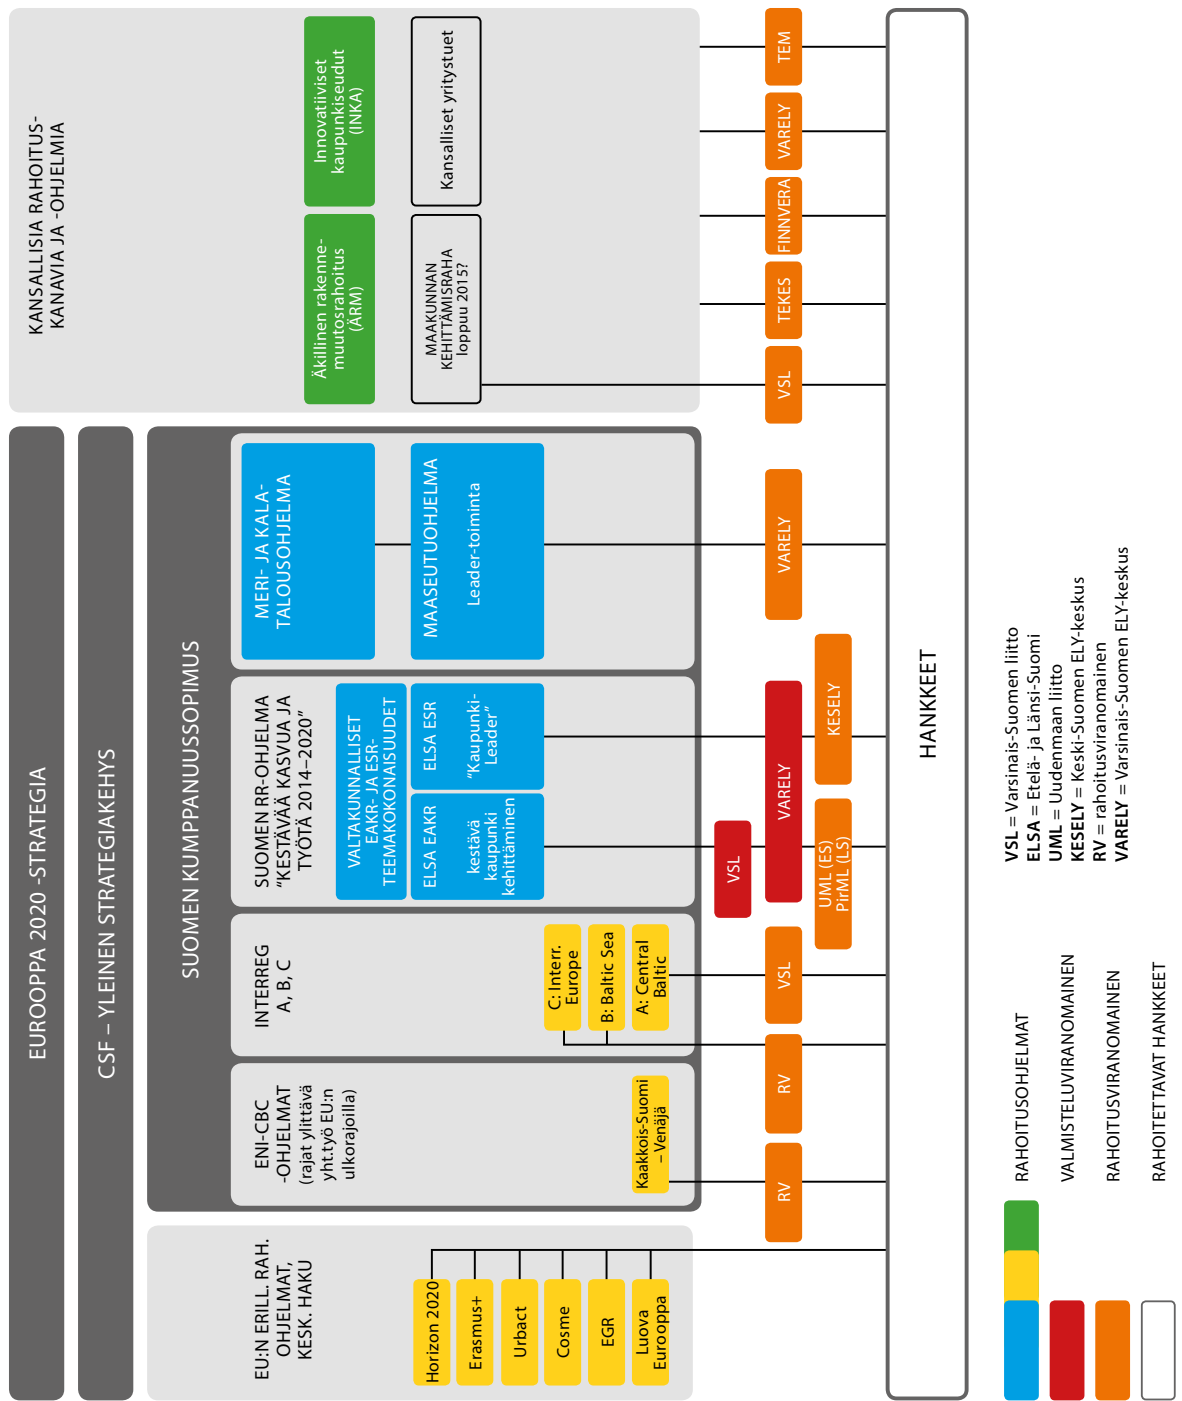 EUROOPPA 2020 -STRATEGIA
CSF – YLEINEN STRATEGIAKEHYS
EU:N ERILL. RAH.
OHJELMAT,
KESK. HAKU
Horizon 2020
Erasmus+
Urbact
Cosme
EGR
Luova
Eurooppa
SUOMEN KUMPPANUUSSOPIMUS
ENI-CBC
-OHJELMAT
(rajat ylittävä
yht.työ EU:n
ulkorajoilla)
Kaakkois-Suomi
– Venäjä
INTERREG
A, B, C
C: Interr.
Europe
B: Baltic Sea
A: Central
Baltic
SUOMEN RR-OHJELMA
“KESTÄVÄÄ KASVUA JA
TYÖTÄ 2014–2020”
VALTAKUNNALLISET
EAKR- JA ESR-
TEEMAKOKONAISUUDET
ELSA EAKR
kestävä
kaupunki
kehittäminen
ELSA ESR
“Kaupunki-
Leader”
MERI- JA KALA-
TALOUSOHJELMA
MAASEUTUOHJELMA
Leader-toiminta
KANSALLISIA RAHOITUS-
KANAVIA JA -OHJELMIA
Äkillinen rakenne-
muutosrahoitus
(ÄRM)
Innovatiiviset
kaupunkiseudut
(INKA)
MAAKUNNAN
KEHITTÄMISRAHA
loppuu 2015?
Kansalliset yritystuet
RV
RV
VSL
VSL
VARELY
UML (ES)
PirML (LS)
KESELY
VARELY
VSL
TEKES
FINNVERA
VARELY
TEM
HANKKEET
RAHOITUSOHJELMAT
VALMISTELUVIRANOMAINEN
RAHOITUSVIRANOMAINEN
RAHOITETTAVAT HANKKEET
VSL = Varsinais-Suomen liitto
ELSA = Etelä- ja Länsi-Suomi
UML = Uudenmaan liitto
KESELY = Keski-Suomen ELY-keskus
RV = rahoitusviranomainen
VARELY = Varsinais-Suomen ELY-keskus